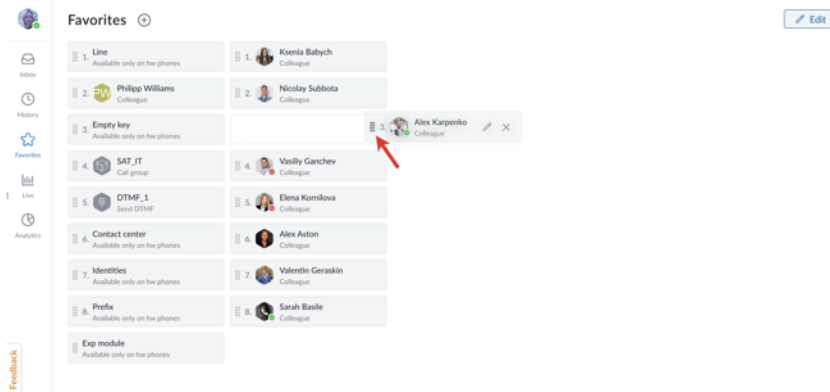 Favorites
Edit
Inbox
History
Favorites
Live
Analytics
Feedback
1. Line
Available only on hw phones
2. PW Philipp Williams
Colleague
3. Empty key
Available only on hw phones
4. SAT_IT
Call group
5. DTMF_1
Send DTMF
6. Contact center
Available only on hw phones
7. Identities
Available only on hw phones
8. Prefix
Available only on hw phones
Exp module
Available only on hw phones
1. Ksenia Babych
Colleague
2. Nicolay Subbota
Colleague
3. Alex Karpenko
Colleague
4. Vasiliy Ganchev
Colleague
5. Elena Kornilova
Colleague
6. Alex Aston
Colleague
7. Valentin Geraskin
Colleague
8. Sarah Basile
Colleague